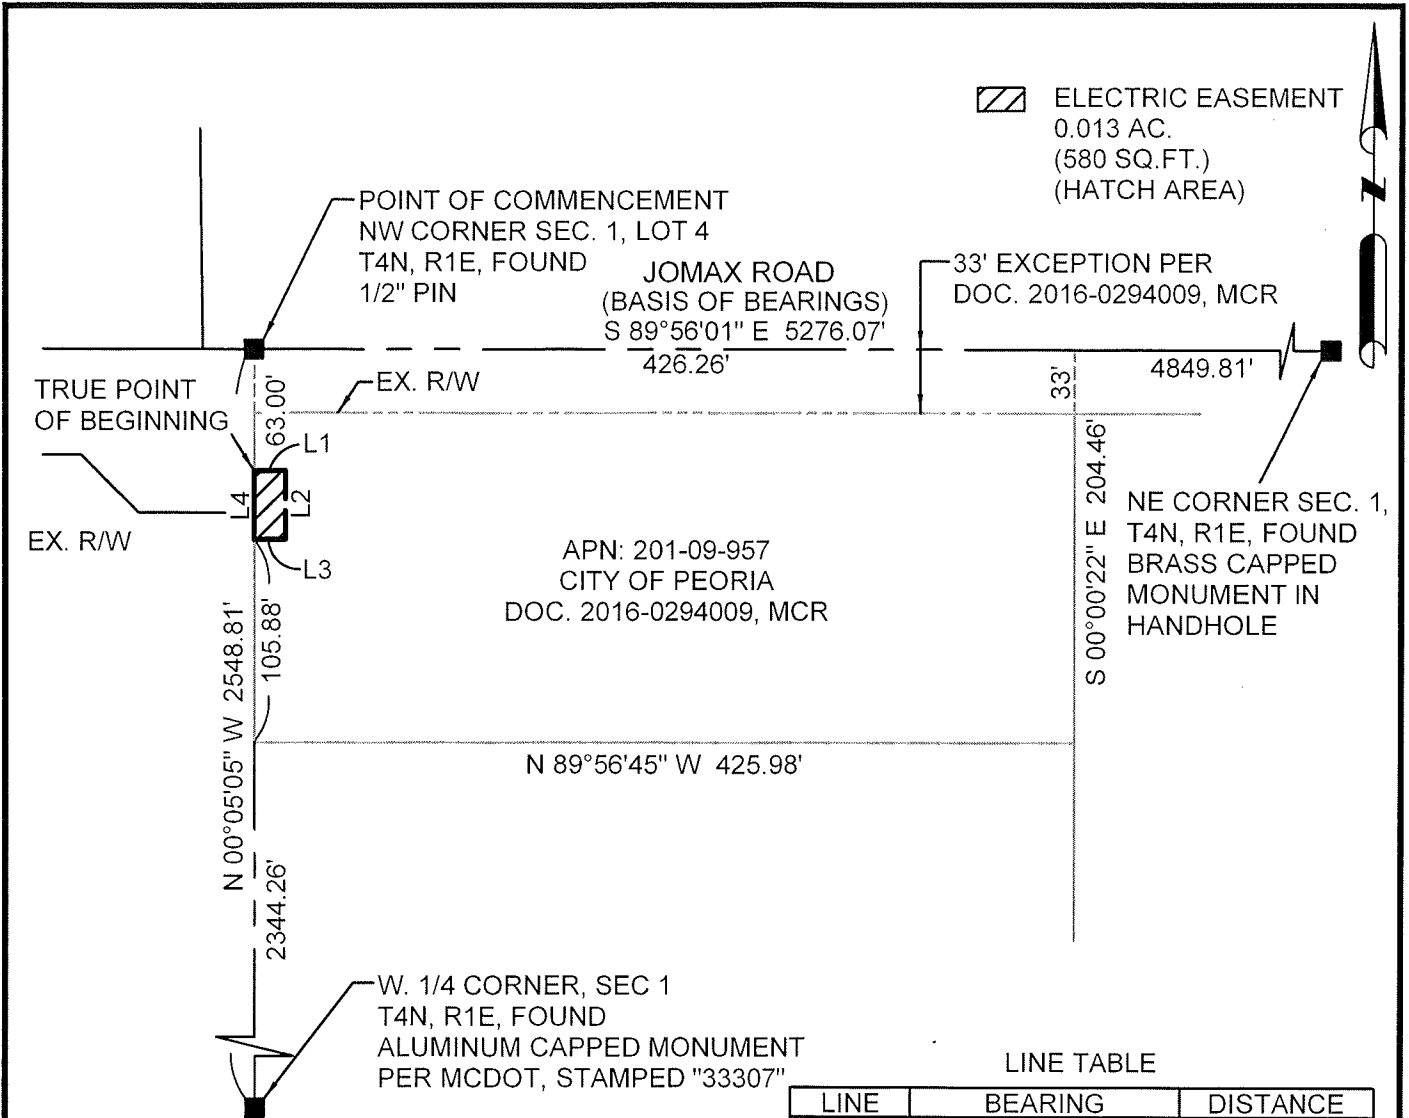 ELECTRIC EASEMENT
0.013 AC.
(580 SQ.FT.)
(HATCH AREA)
N
POINT OF COMMENCEMENT
NW CORNER SEC. 1, LOT 4
T4N, R1E, FOUND
1/2" PIN
JOMAX ROAD
(BASIS OF BEARINGS)
S 89°56'01" E 5276.07'
426.26'
33' EXCEPTION PER
DOC. 2016-0294009, MCR
4849.81'
33'
TRUE POINT
OF BEGINNING
63.00'
EX. R/W
L1
L4
L2
L3
EX. R/W
APN: 201-09-957
CITY OF PEORIA
DOC. 2016-0294009, MCR
S 00°00'22" E 204.46'
NE CORNER SEC. 1,
T4N, R1E, FOUND
BRASS CAPPED
MONUMENT IN
HANDHOLE
N 00°05'05" W 2548.81'
105.88'
N 89°56'45" W 425.98'
2344.26'
W. 1/4 CORNER, SEC 1
T4N, R1E, FOUND
ALUMINUM CAPPED MONUMENT
PER MCDOT, STAMPED "33307"
LINE TABLE
LINE BEARING DISTANCE